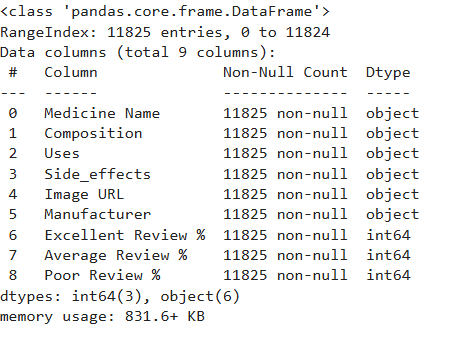 <class 'pandas.core.frame.DataFrame'>
RangeIndex: 11825 entries, 0 to 11824
Data columns (total 9 columns):
 #   Column             Non-Null Count  Dtype
---  ------             --------------  -----
 0   Medicine Name      11825 non-null  object
 1   Composition        11825 non-null  object
 2   Uses               11825 non-null  object
 3   Side_effects       11825 non-null  object
 4   Image URL          11825 non-null  object
 5   Manufacturer       11825 non-null  object
 6   Excellent Review %  11825 non-null  int64
 7   Average Review %   11825 non-null  int64
 8   Poor Review %      11825 non-null  int64
dtypes: int64(3), object(6)
memory usage: 831.6+ KB